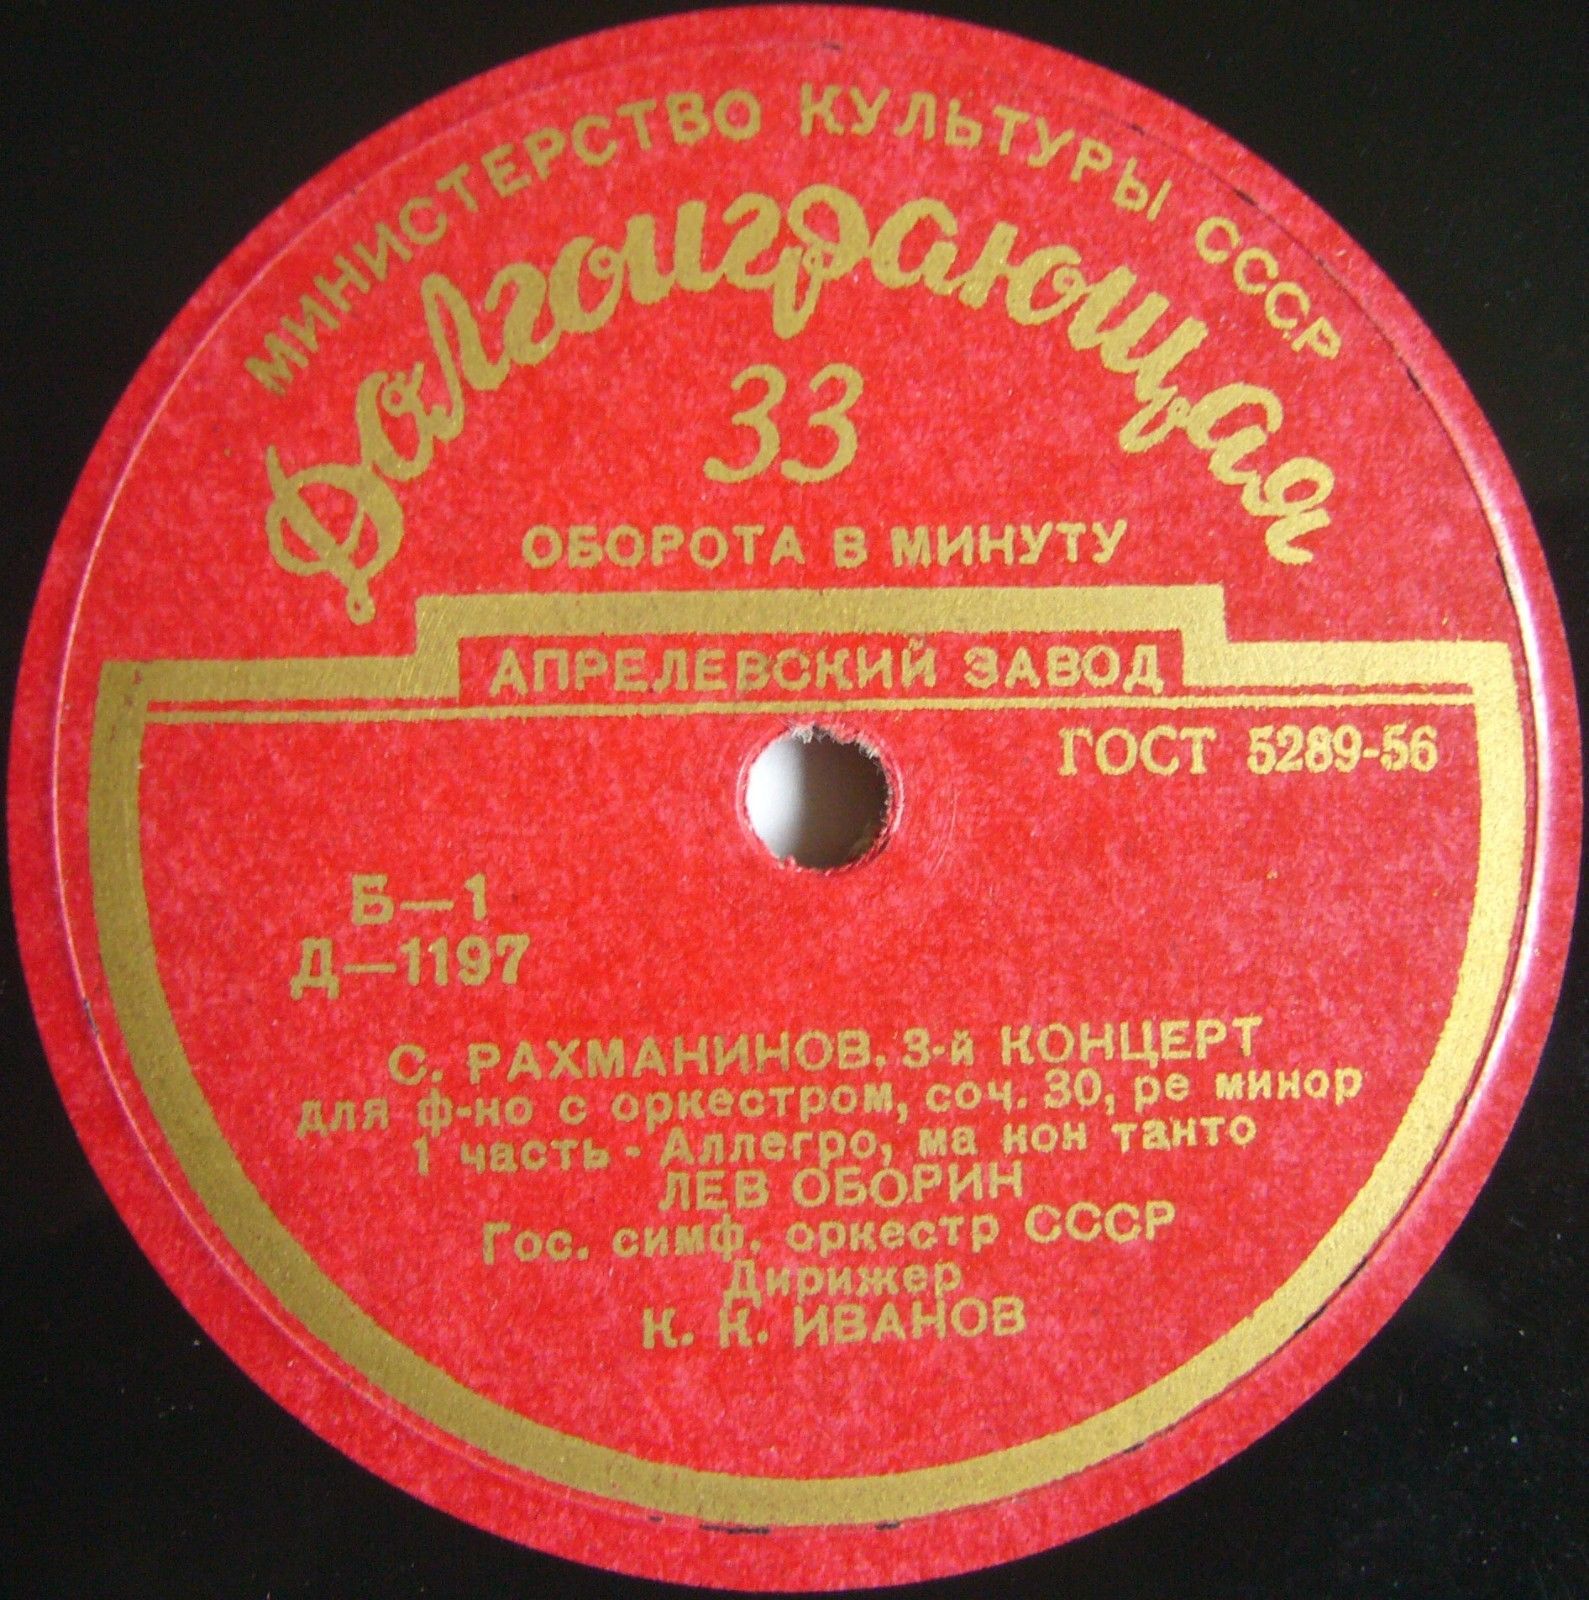 МИНИСТЕРСТВО КУЛЬТУРЫ СССР
Долгоиграющая
33
ОБОРОТА В МИНУТУ
АПРЕЛЕВСКИЙ ЗАВОД
ГОСТ 5289-56
Б—1
Д—1197
С. РАХМАНИНОВ. 3-й КОНЦЕРТ
для ф-но с оркестром, соч. 30, ре минор
1 часть - Аллегро, ма нон танто
ЛЕВ ОБОРИН
Гос. симф. оркестр СССР
Дирижер
К. К. ИВАНОВ